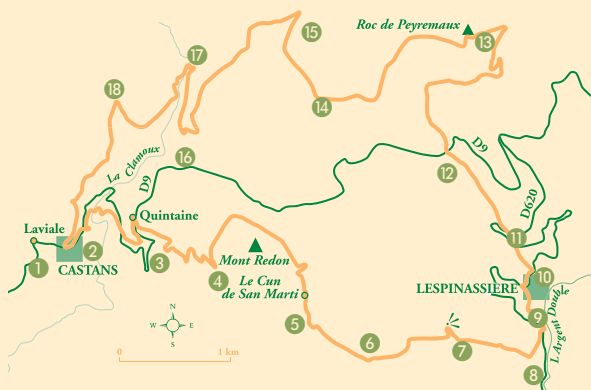 Roc de Peyremaux
15
13
17
14
18
La Clamoux
D9
16
D9
12
D620
Quintaine
Laviale
11
2
1
CASTANS
3
4
Mont Redon
Le Cun
de San Marti
10
LESPINASSIÈRE
L'Argent Double
N
W
E
S
5
9
6
7
8
0
1 km